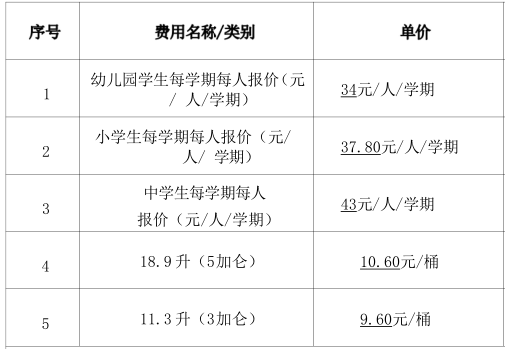 序号 费用名称/类别 单价
1 幼儿园学生每学期每人报价(元
/ 人/学期) 34元/人/学期
2 小学生每学期每人报价（元/
人/ 学期） 37.80元/人/学期
3 中学生每学期每人
报价（元/人/学期） 43元/人/学期
4 18.9 升（5加仑） 10.60元/桶
5 11.3 升（3加仑） 9.60元/桶